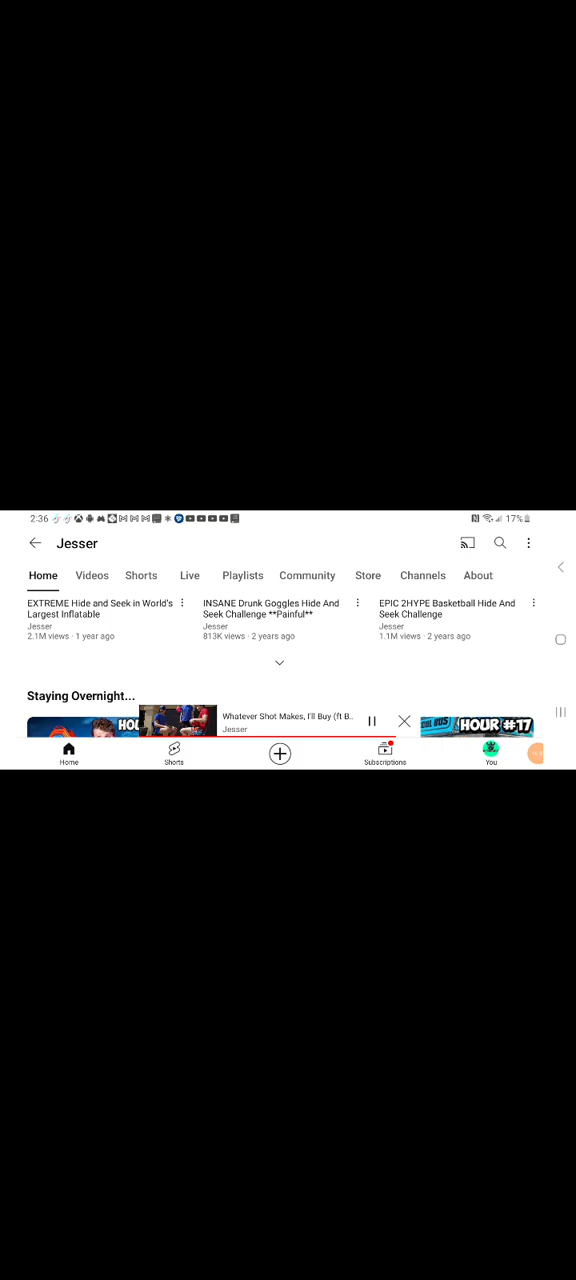 2:36
17%
Jesser
Home Videos Shorts Live Playlists Community Store Channels About
EXTREME Hide and Seek in World's
Largest Inflatable
Jesser
2.1M views · 1 year ago
INSANE Drunk Goggles Hide And
Seek Challenge **Painful**
Jesser
813K views · 2 years ago
EPIC 2HYPE Basketball Hide And
Seek Challenge
Jesser
1.1M views · 2 years ago
Staying Overnight...
HOU
Whatever Shot Makes, I'll Buy (ft B..
Jesser
HOUR #17
Home Shorts Subscriptions You